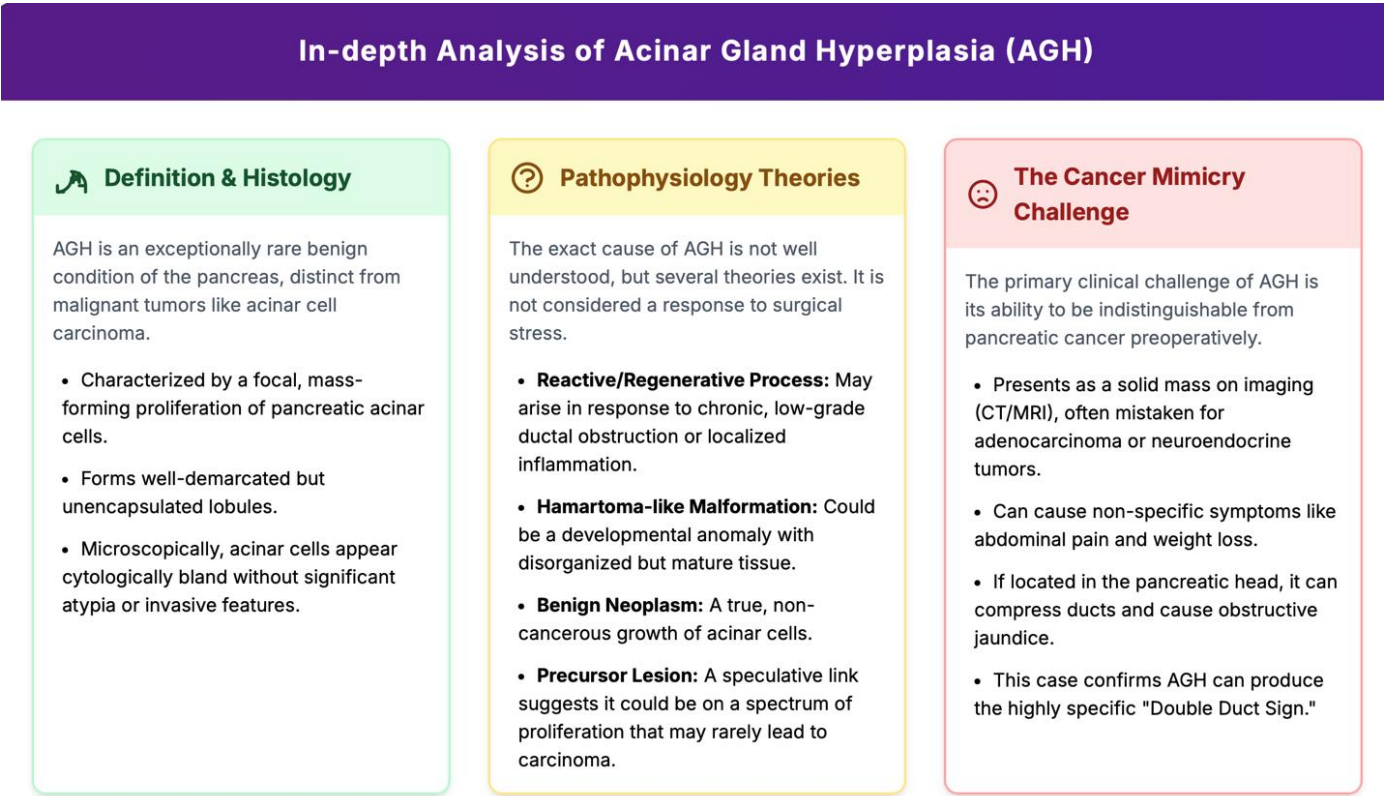 In-depth Analysis of Acinar Gland Hyperplasia (AGH)
Definition & Histology
AGH is an exceptionally rare benign
condition of the pancreas, distinct from
malignant tumors like acinar cell
carcinoma.
• Characterized by a focal, mass-
forming proliferation of pancreatic acinar
cells.
• Forms well-demarcated but
unencapsulated lobules.
• Microscopically, acinar cells appear
cytologically bland without significant
atypia or invasive features.
Pathophysiology Theories
The exact cause of AGH is not well
understood, but several theories exist. It is
not considered a response to surgical
stress.
• Reactive/Regenerative Process: May
arise in response to chronic, low-grade
ductal obstruction or localized
inflammation.
• Hamartoma-like Malformation: Could
be a developmental anomaly with
disorganized but mature tissue.
• Benign Neoplasm: A true, non-
cancerous growth of acinar cells.
• Precursor Lesion: A speculative link
suggests it could be on a spectrum of
proliferation that may rarely lead to
carcinoma.
The Cancer Mimicry
Challenge
The primary clinical challenge of AGH is
its ability to be indistinguishable from
pancreatic cancer preoperatively.
• Presents as a solid mass on imaging
(CT/MRI), often mistaken for
adenocarcinoma or neuroendocrine
tumors.
• Can cause non-specific symptoms like
abdominal pain and weight loss.
• If located in the pancreatic head, it can
compress ducts and cause obstructive
jaundice.
• This case confirms AGH can produce
the highly specific "Double Duct Sign."